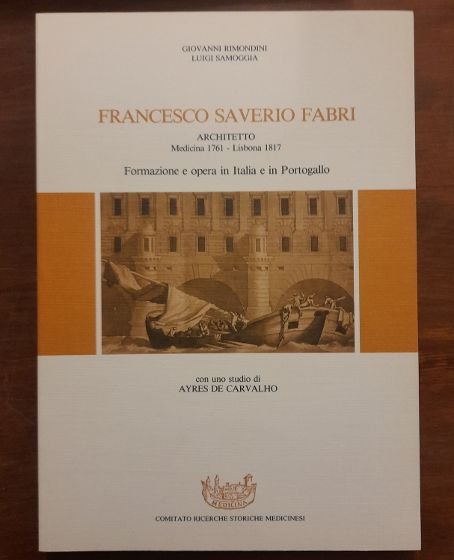 GIOVANNI RIMONDINI
LUIGI SAMOGGIA
FRANCESCO SAVERIO FABRI
ARCHITETTO
Medicina 1761 - Lisbona 1817
Formazione e opera in Italia e in Portogallo
con uno studio di
AYRES DE CARVALHO
MEDICINA
COMITATO RICERCHE STORICHE MEDICINESI